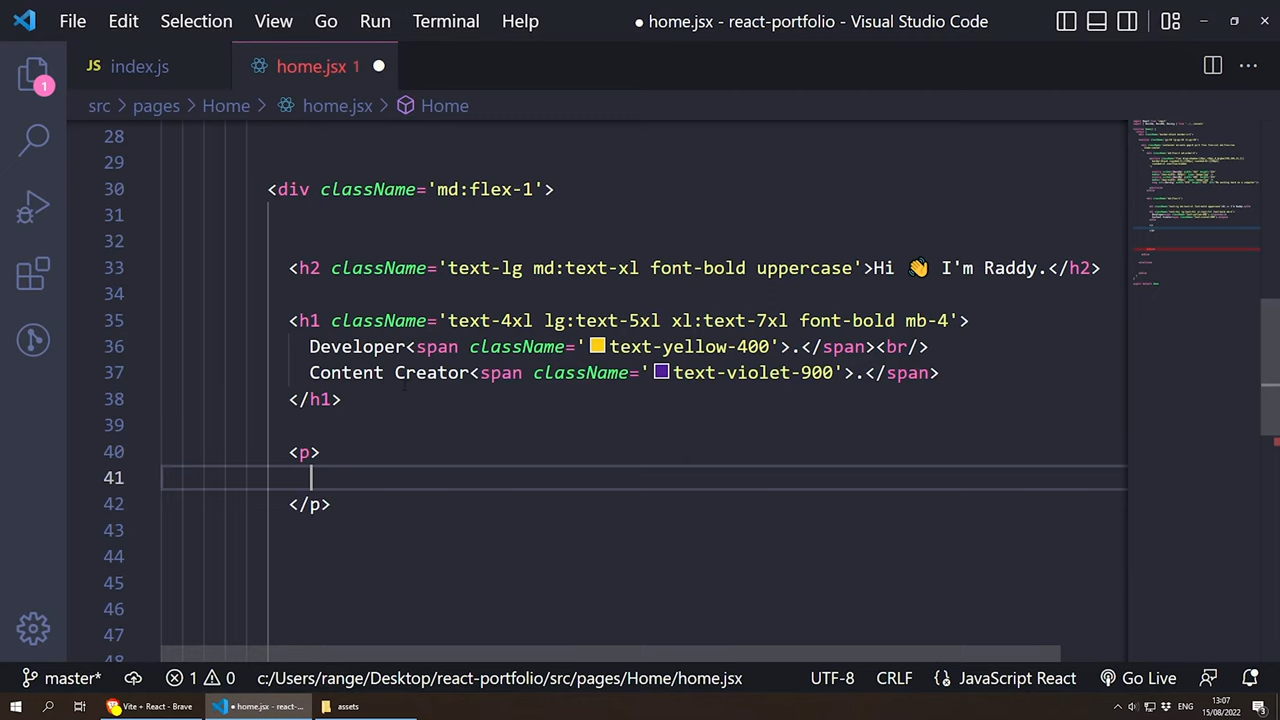 File Edit Selection View Go Run Terminal Help ● home.jsx - react-portfolio - Visual Studio Code
JS index.js home.jsx 1
1
src > pages > Home > home.jsx > Home
28
29
30 <div className='md:flex-1'>
31
32
33 <h2 className='text-lg md:text-xl font-bold uppercase'>Hi 👋 I'm Raddy.</h2>
34
35 <h1 className='text-4xl lg:text-5xl xl:text-7xl font-bold mb-4'>
36 Developer<span className='text-yellow-400'>.</span><br/>
37 Content Creator<span className='text-violet-900'>.</span>
38 </h1>
39
40 <p>
41
42 </p>
43
44
45
46
47
48
master* 1 0 c:/Users/range/Desktop/react-portfolio/src/pages/Home/home.jsx UTF-8 CRLF JavaScript React Go Live
Vite + React - Brave ● home.jsx - react-... assets ENG 13:07
15/08/2022 3